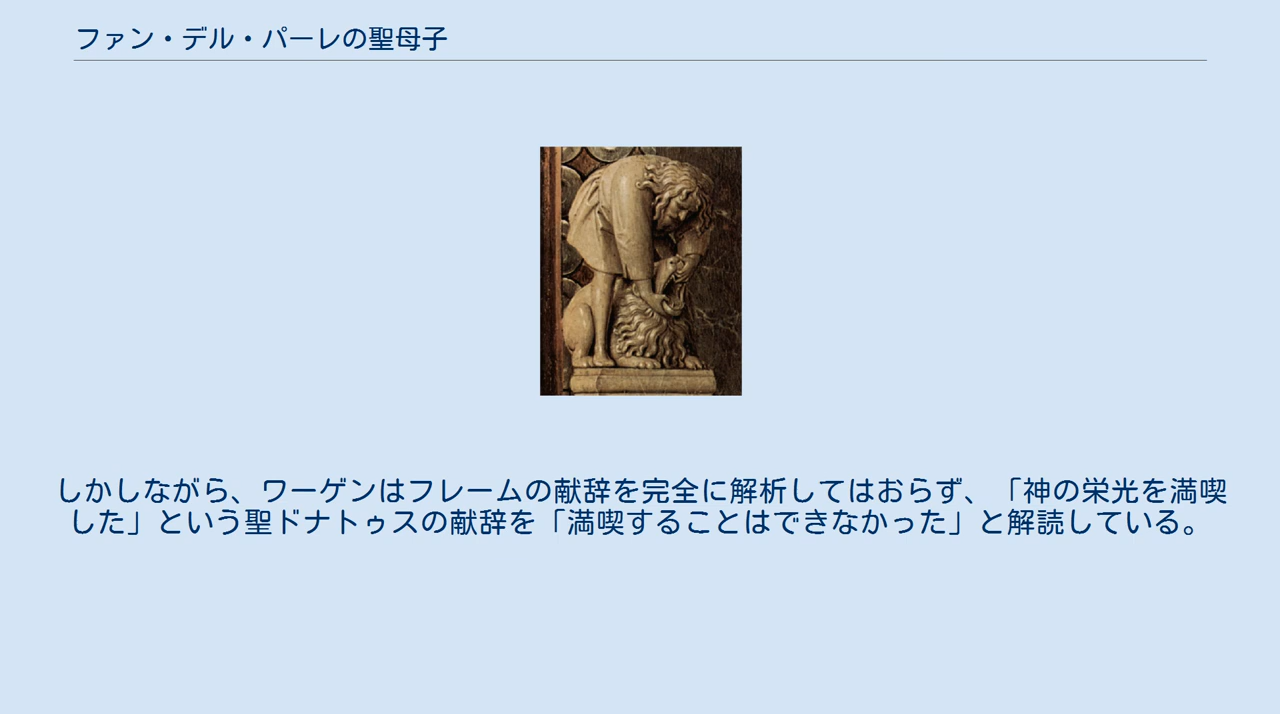 ファン・デル・パーレの聖母子
しかしながら、ワーゲンはフレームの献辞を完全に解析してはおらず、「神の栄光を満喫
した」という聖ドナトゥスの献辞を「満喫することはできなかった」と解読している。